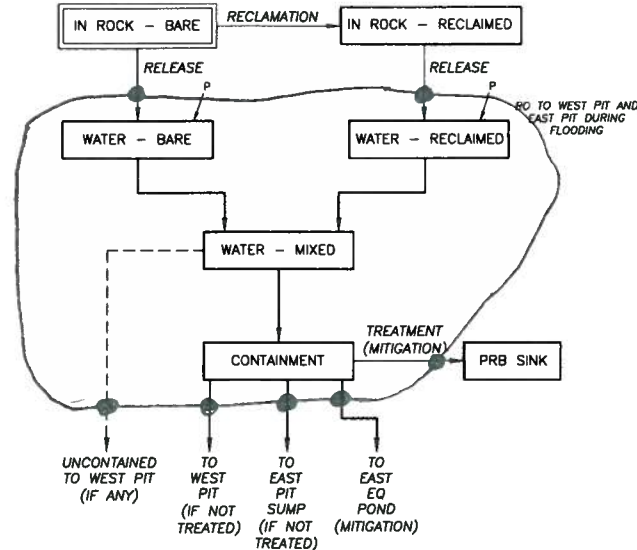 IN ROCK – BARE
RECLAMATION
IN ROCK – RECLAIMED
RELEASE
RELEASE
P
P
RO TO WEST PIT AND
EAST PIT DURING
FLOODING
WATER – BARE
WATER – RECLAIMED
WATER – MIXED
TREATMENT
(MITIGATION)
CONTAINMENT
PRB SINK
UNCONTAINED
TO WEST PIT
(IF ANY)
TO
WEST
PIT
(IF NOT
TREATED)
TO
EAST
PIT
SUMP
(IF NOT
TREATED)
TO
EAST
EQ
POND
(MITIGATION)